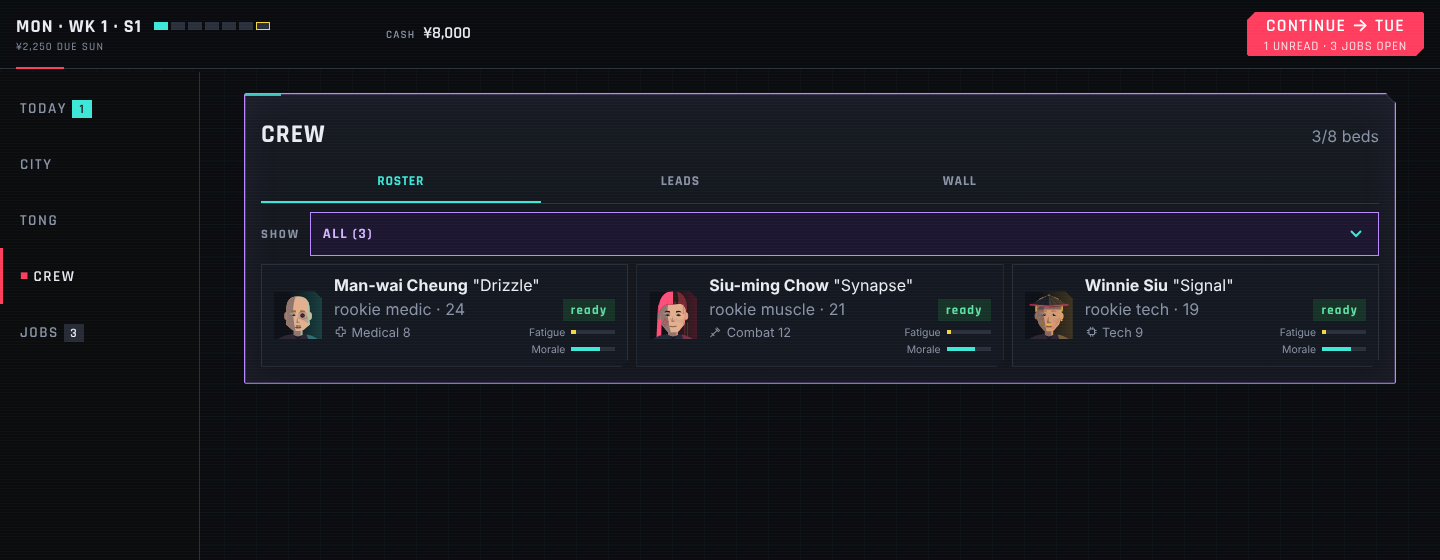 MON · WK 1 · S1
¥2,250 DUE SUN
CASH ¥8,000
CONTINUE → TUE
1 UNREAD · 3 JOBS OPEN
TODAY 1
CITY
TONG
CREW
JOBS 3
CREW
3/8 beds
ROSTER LEADS WALL
SHOW ALL (3)
Man-wai Cheung "Drizzle"
rookie medic · 24
ready
Medical 8
Fatigue
Morale
Siu-ming Chow "Synapse"
rookie muscle · 21
ready
Combat 12
Fatigue
Morale
Winnie Siu "Signal"
rookie tech · 19
ready
Tech 9
Fatigue
Morale